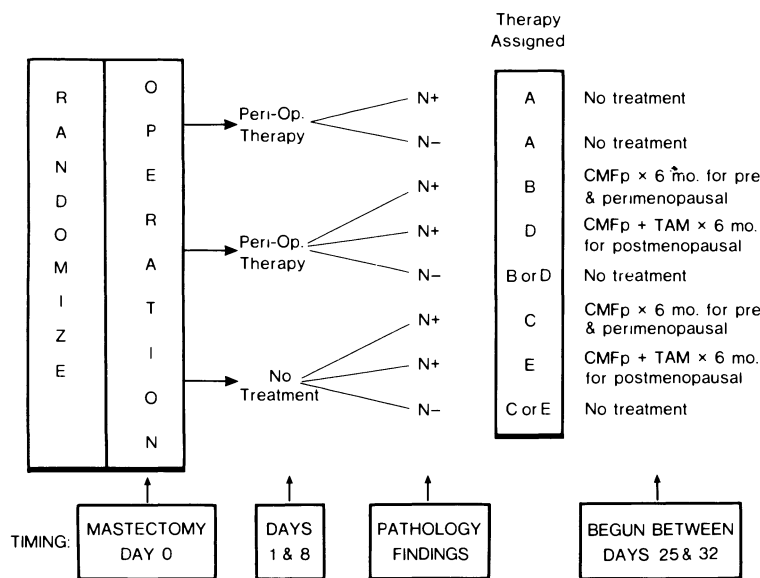 Therapy
Assigned
RANDOMIZE
OPERATION
Peri-Op.
Therapy
N+
A
No treatment
N−
A
No treatment
Peri-Op.
Therapy
N+
B
CMFp × 6 mo. for pre
& perimenopausal
N+
D
CMFp + TAM × 6 mo.
for postmenopausal
N−
B or D
No treatment
No
Treatment
N+
C
CMFp × 6 mo. for pre
& perimenopausal
N+
E
CMFp + TAM × 6 mo.
for postmenopausal
N−
C or E
No treatment
TIMING:
MASTECTOMY
DAY 0
DAYS
1 & 8
PATHOLOGY
FINDINGS
BEGUN BETWEEN
DAYS 25 & 32